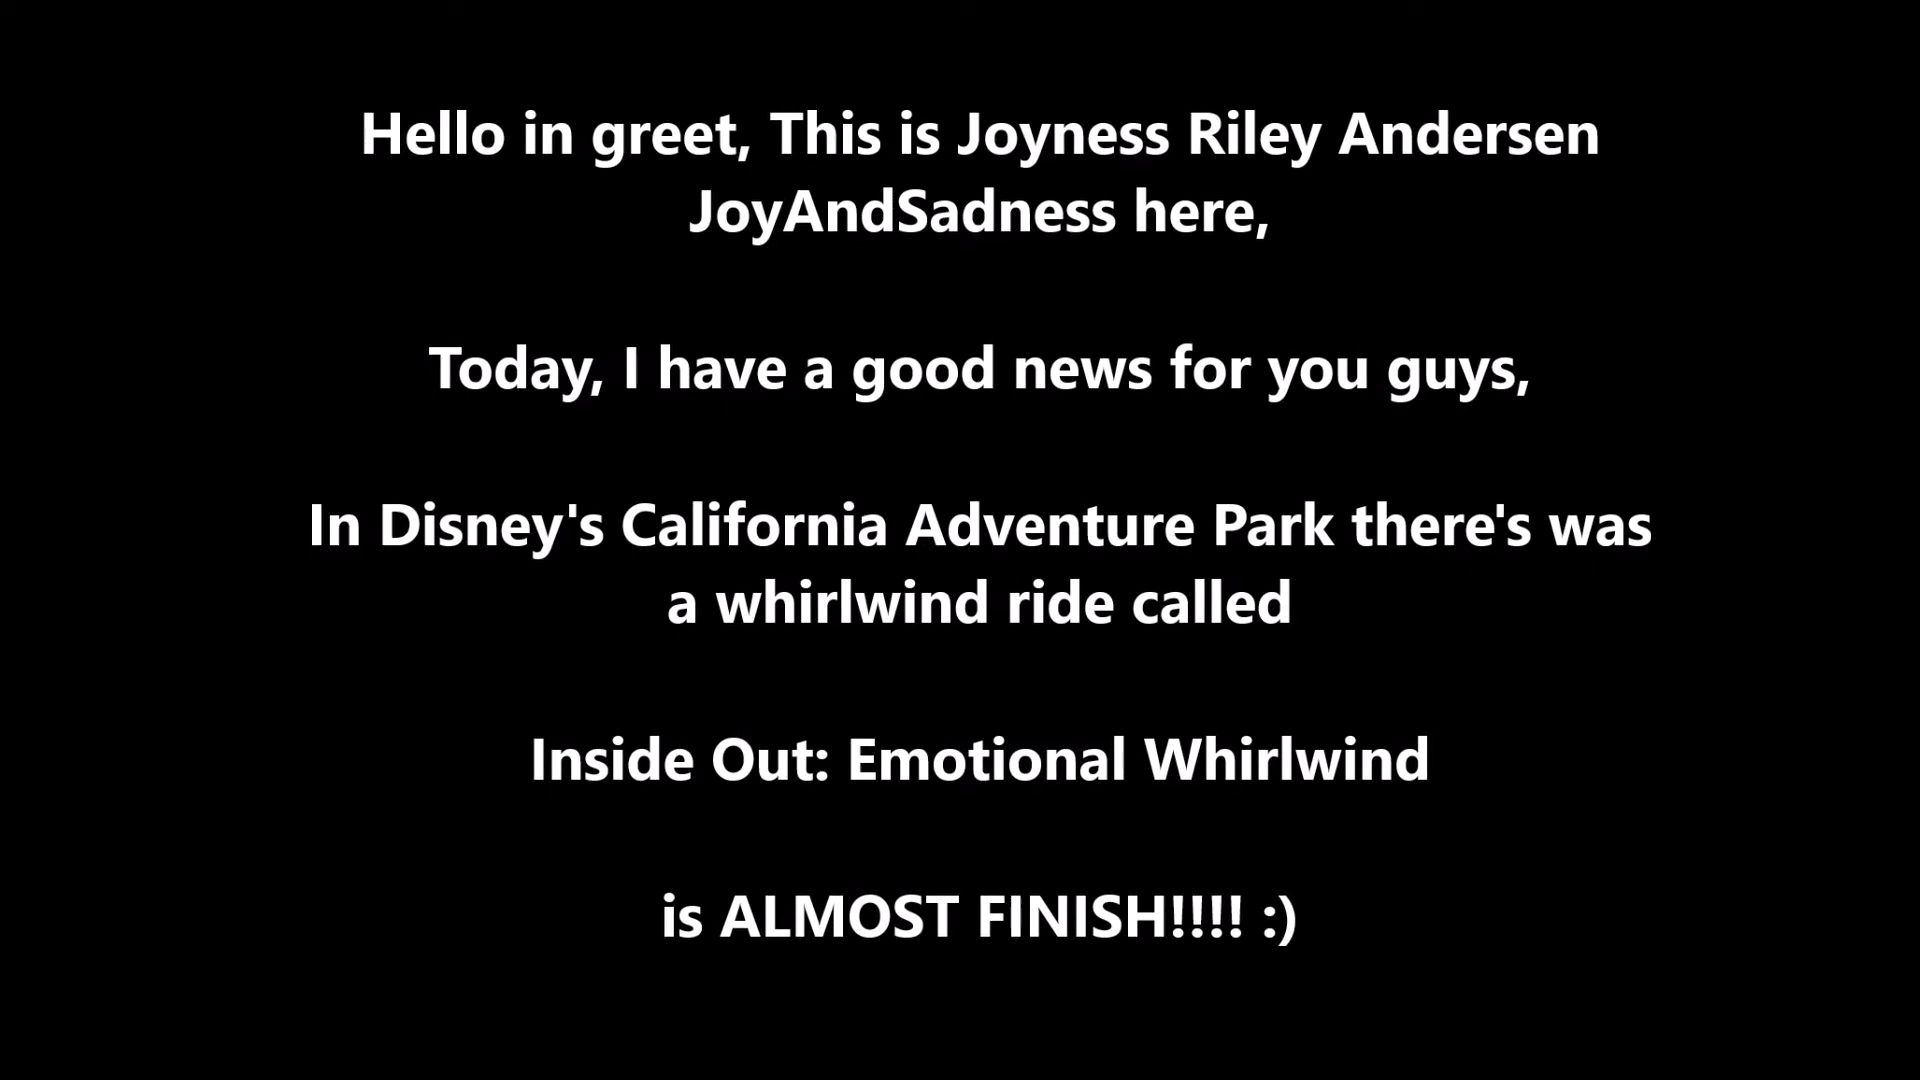 Hello in greet, This is Joyness Riley Andersen
JoyAndSadness here,
Today, I have a good news for you guys,
In Disney's California Adventure Park there's was
a whirlwind ride called
Inside Out: Emotional Whirlwind
is ALMOST FINISH!!!! :)